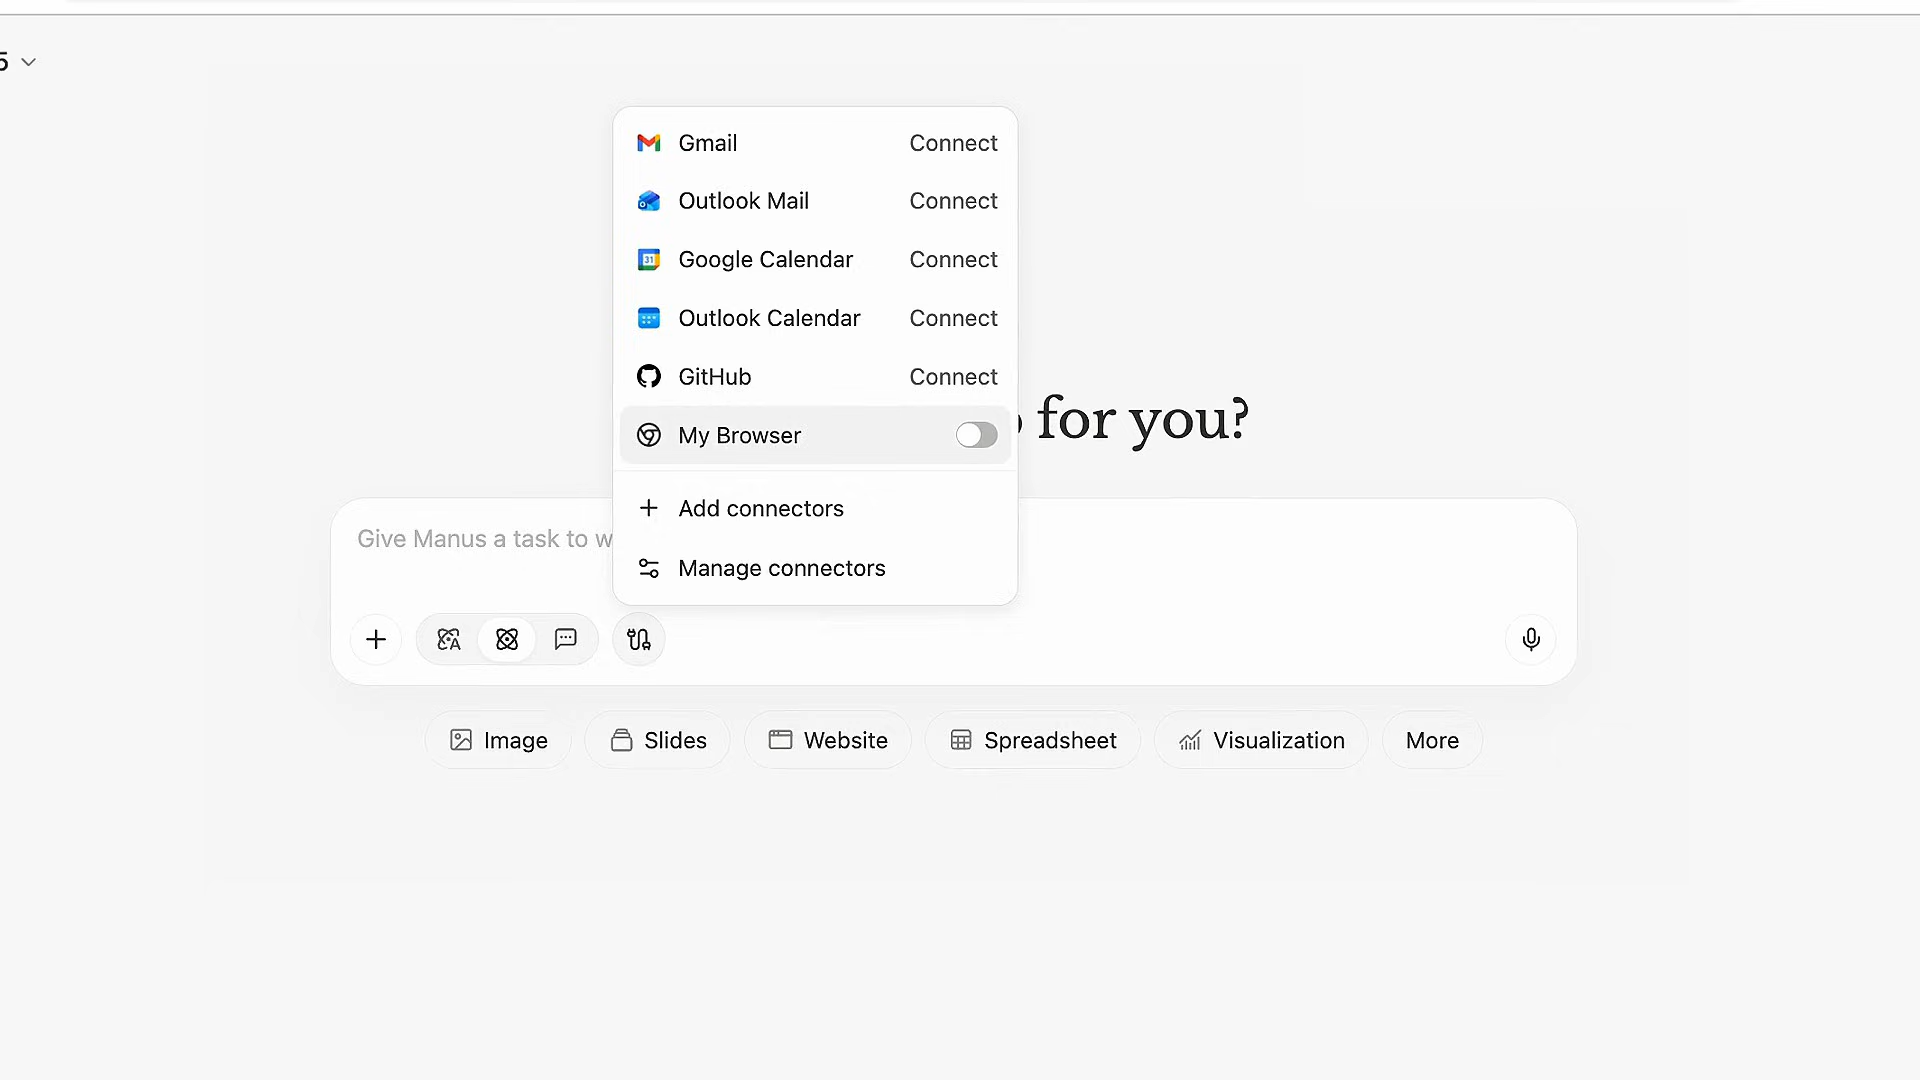 5
Gmail Connect
Outlook Mail Connect
31
Google Calendar Connect
Outlook Calendar Connect
GitHub Connect
My Browser
for you?
Add connectors
Give Manus a task to w
Manage connectors
A
Image Slides Website Spreadsheet Visualization More